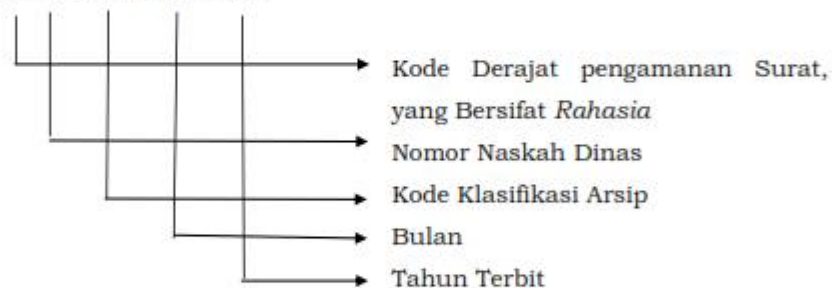 Kode Derajat pengamanan Surat,
yang Bersifat Rahasia
Nomor Naskah Dinas
Kode Klasifikasi Arsip
Bulan
Tahun Terbit